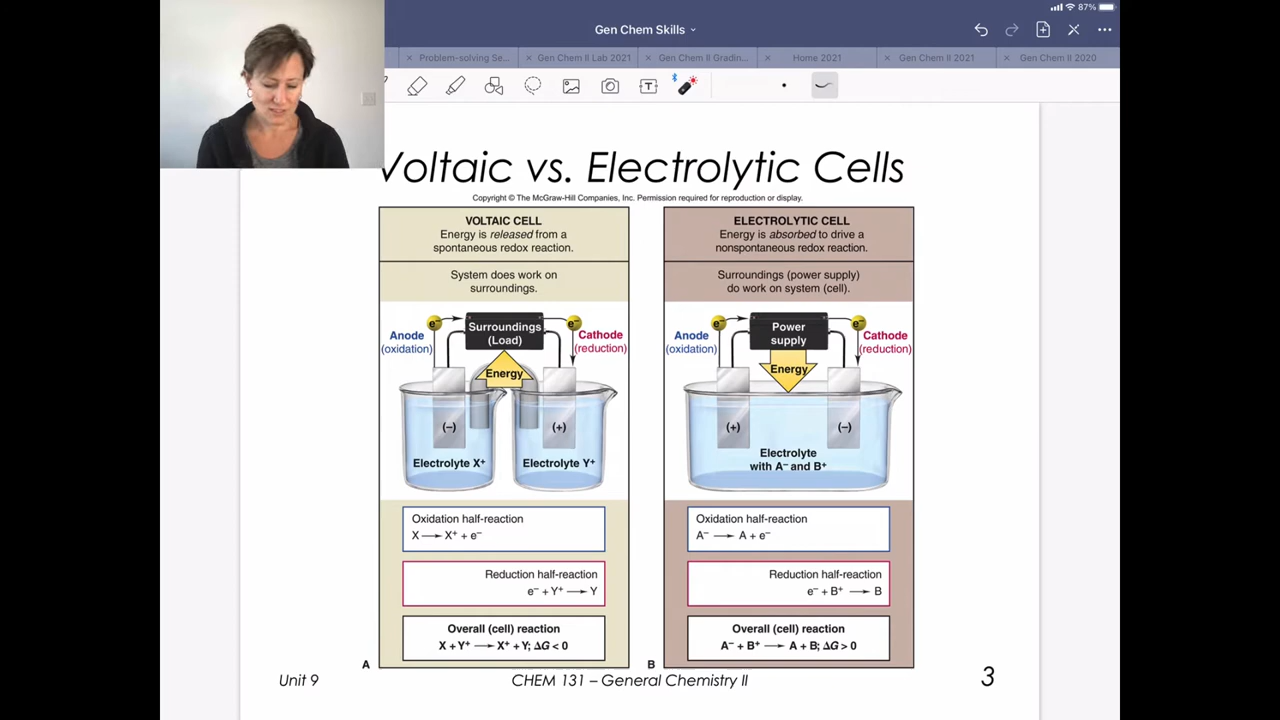 87%
Gen Chem Skills
Problem-solving Se...
Gen Chem II Lab 2021
Gen Chem II Gradin...
Home 2021
Gen Chem II 2021
Gen Chem II 2020
T
Voltaic vs. Electrolytic Cells
Copyright © The McGraw-Hill Companies, Inc. Permission required for reproduction or display.
VOLTAIC CELL
Energy is released from a
spontaneous redox reaction.
System does work on
surroundings.
e⁻
Surroundings
(Load)
e⁻
Anode
(oxidation)
Cathode
(reduction)
Energy
(–)
(+)
Electrolyte X⁺
Electrolyte Y⁺
Oxidation half-reaction
X ⟶ X⁺ + e⁻
Reduction half-reaction
e⁻ + Y⁺ ⟶ Y
Overall (cell) reaction
X + Y⁺ ⟶ X⁺ + Y; ΔG < 0
A
ELECTROLYTIC CELL
Energy is absorbed to drive a
nonspontaneous redox reaction.
Surroundings (power supply)
do work on system (cell).
e⁻
Power
supply
e⁻
Anode
(oxidation)
Cathode
(reduction)
Energy
(+)
(–)
Electrolyte
with A⁻ and B⁺
Oxidation half-reaction
A⁻ ⟶ A + e⁻
Reduction half-reaction
e⁻ + B⁺ ⟶ B
Overall (cell) reaction
A⁻ + B⁺ ⟶ A + B; ΔG > 0
B
Unit 9
CHEM 131 – General Chemistry II
3